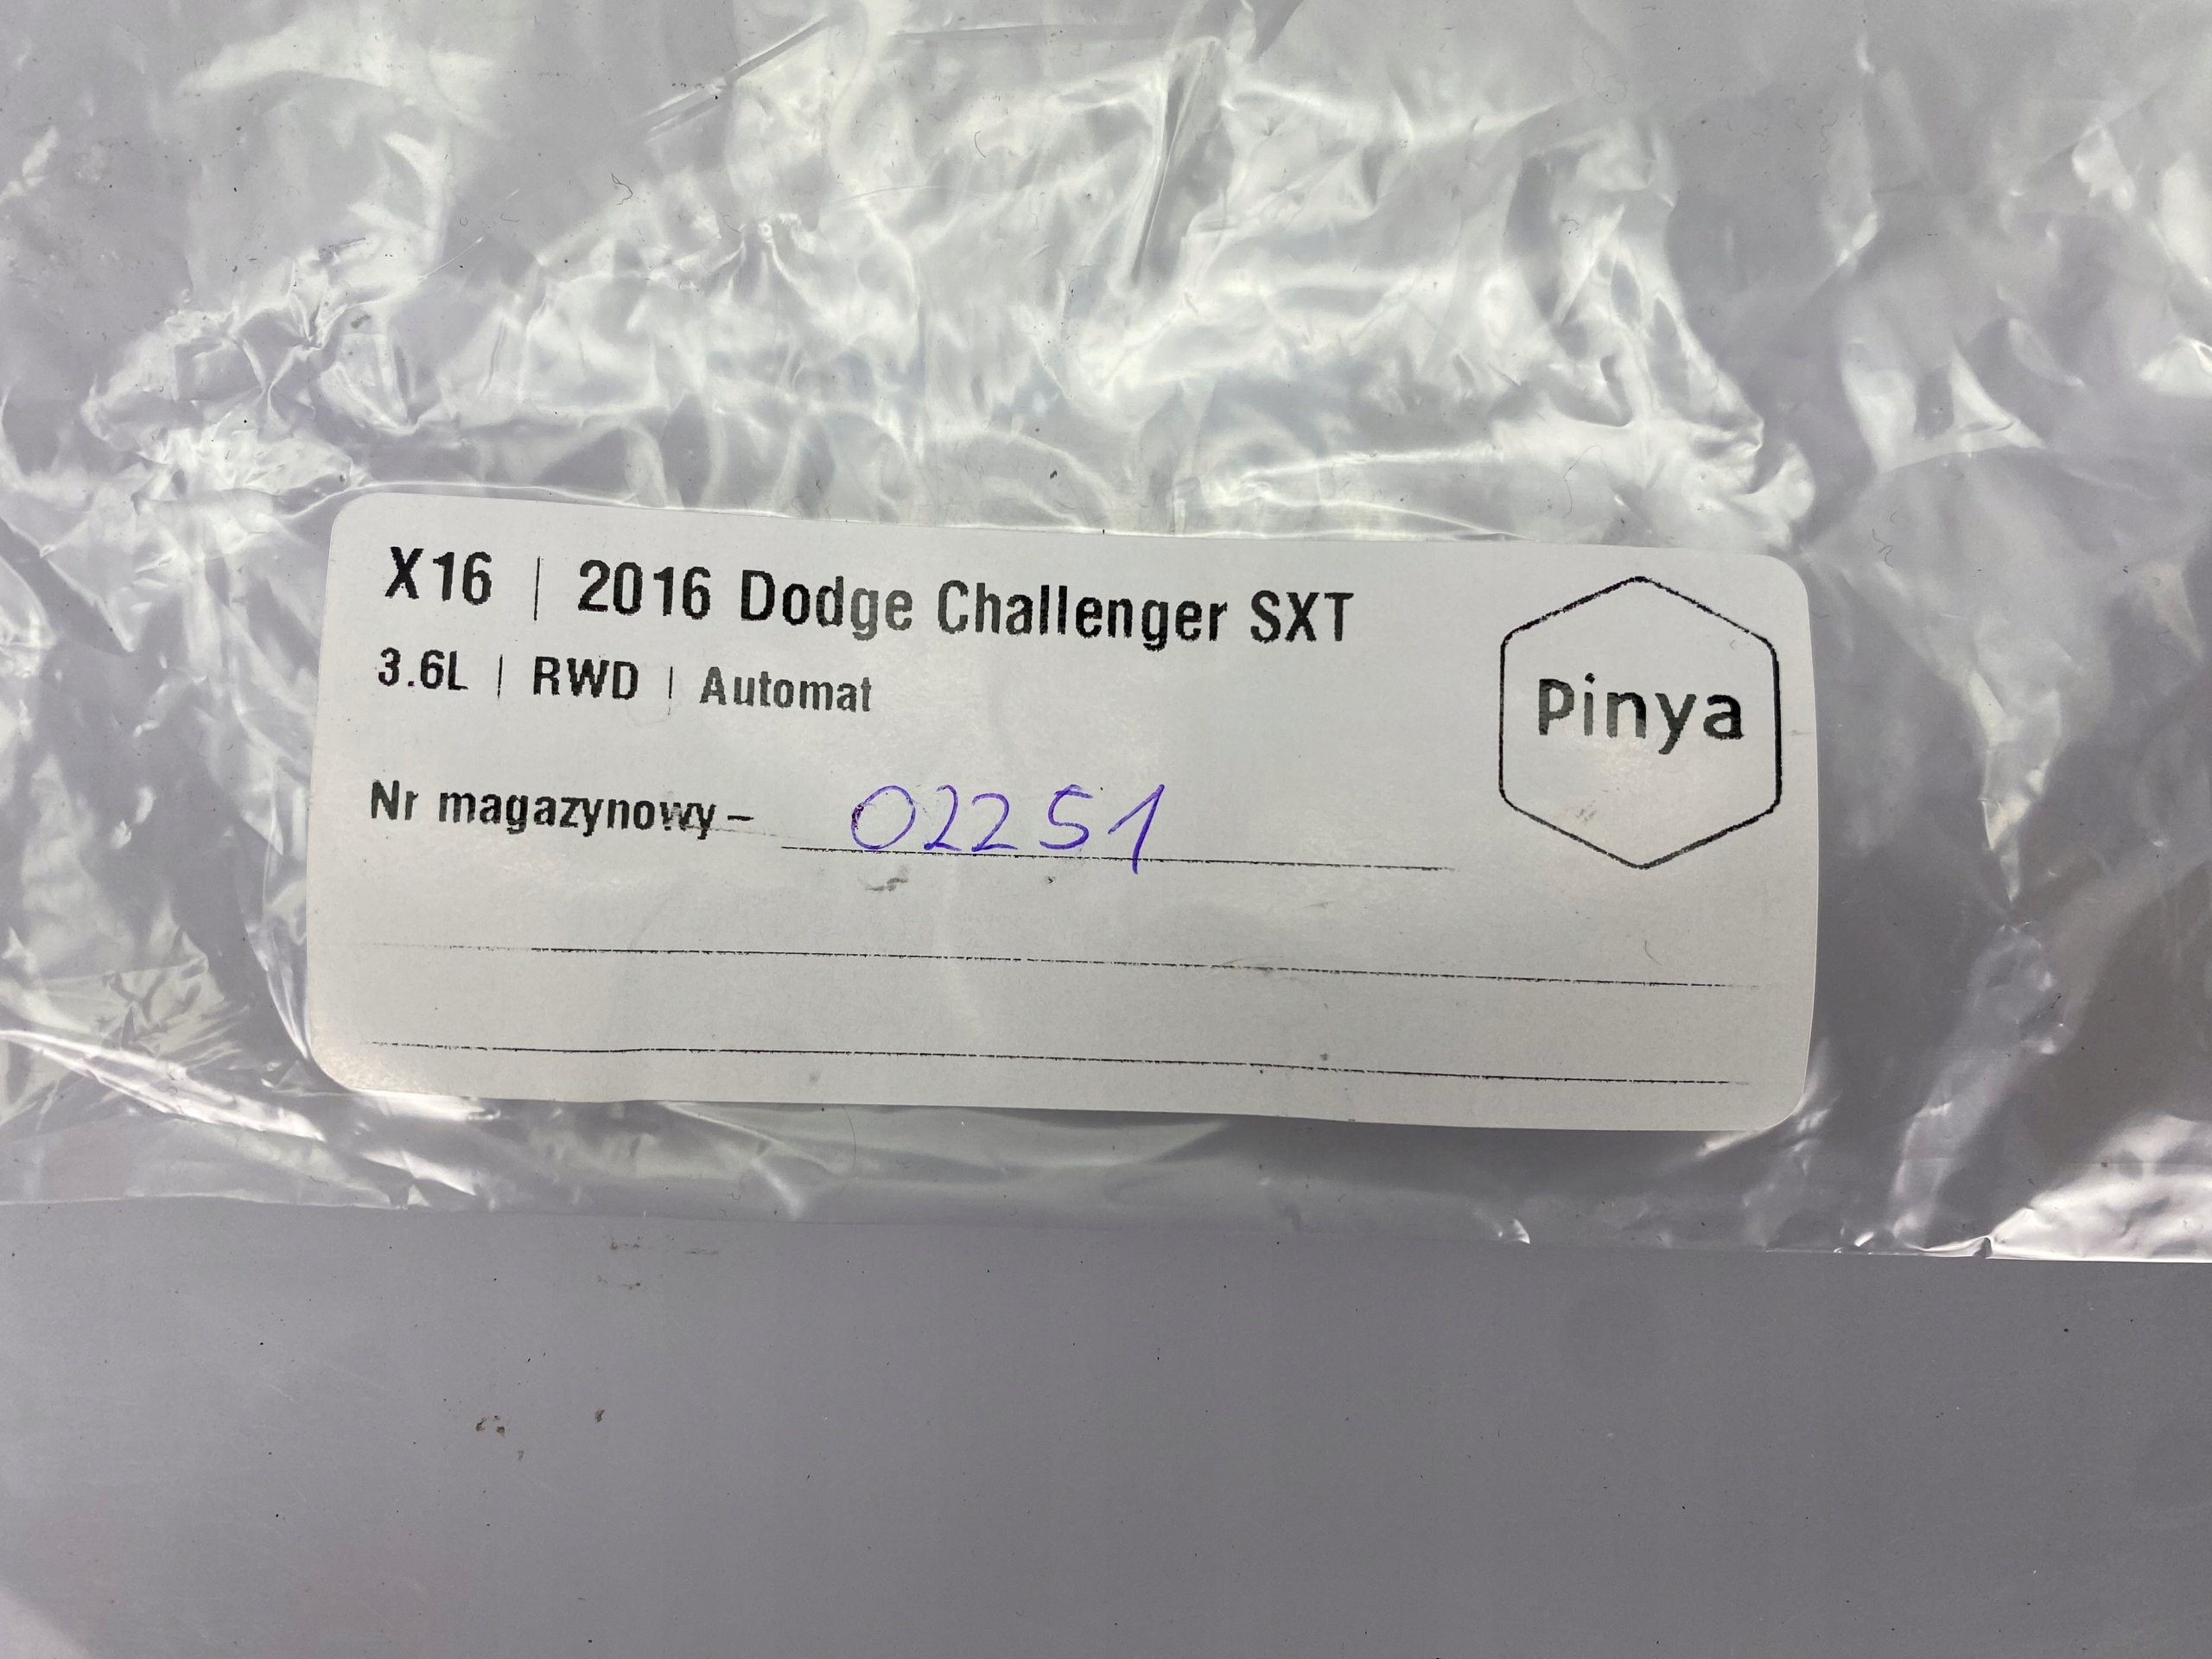 X16 | 2016 Dodge Challenger SXT
3.6L | RWD | Automat
Pinya
Nr magazynowy – 02251